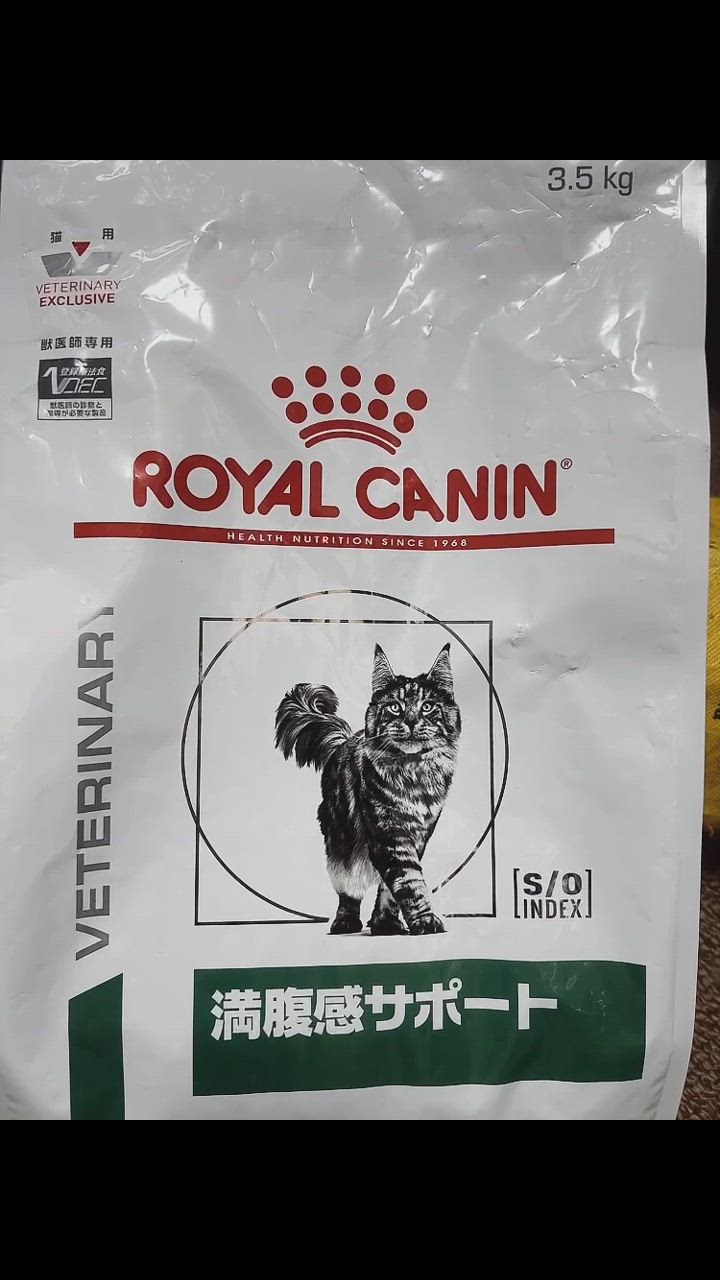 3.5 kg
猫用
VETERINARY
EXCLUSIVE
獣医師専用
登録療法食
VDEC
獣医師の診察と
指導が必要な製品
ROYAL CANIN®
HEALTH NUTRITION SINCE 1968
VETERINARY
[S/O
INDEX]
満腹感サポート